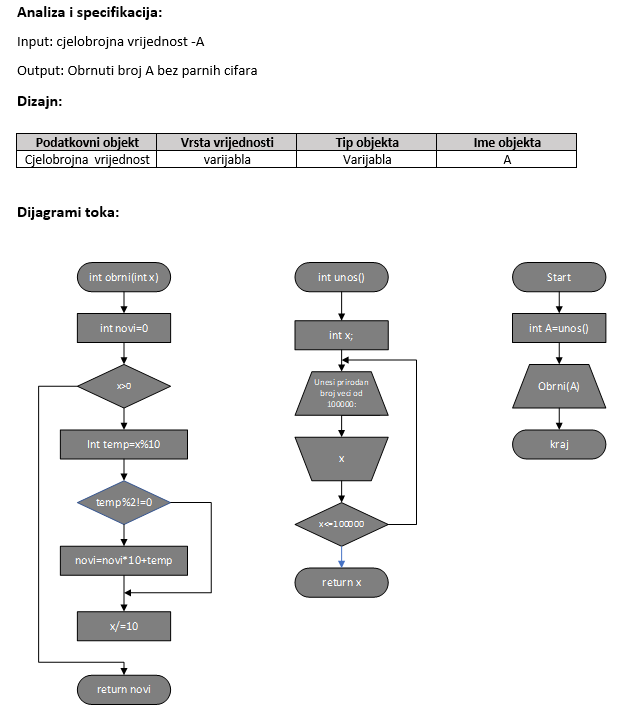 Analiza i specifikacija:
Input: cjelobrojna vrijednost -A
Output: Obrnuti broj A bez parnih cifara
Dizajn:
Podatkovni objekt Vrsta vrijednosti Tip objekta Ime objekta
Cjelobrojna vrijednost varijabla Varijabla A
Dijagrami toka:
int obrni(int x)
int novi=0
x>0
Int temp=x%10
temp%2!=0
novi=novi*10+temp
x/=10
return novi
int unos()
int x;
Unesi prirodan
broj veći od
100000:
x
x<=100000
return x
Start
int A=unos()
Obrni(A)
kraj